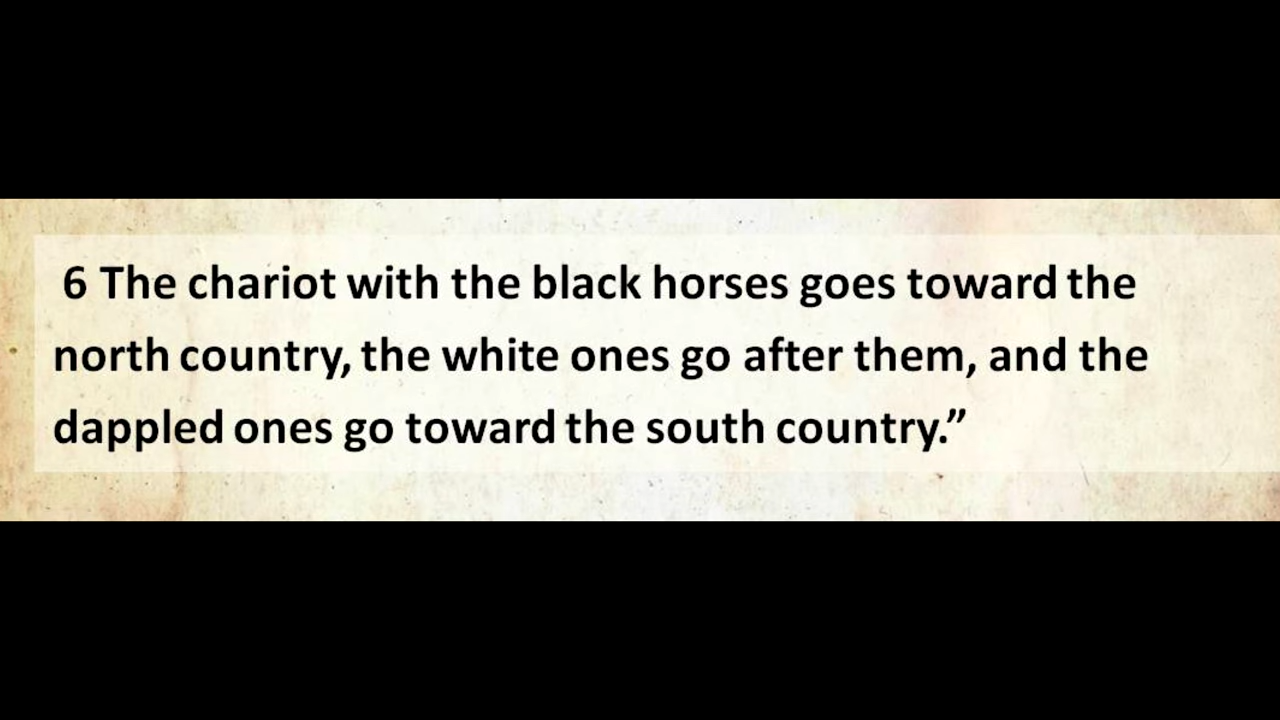 6 The chariot with the black horses goes toward the
north country, the white ones go after them, and the
dappled ones go toward the south country.”